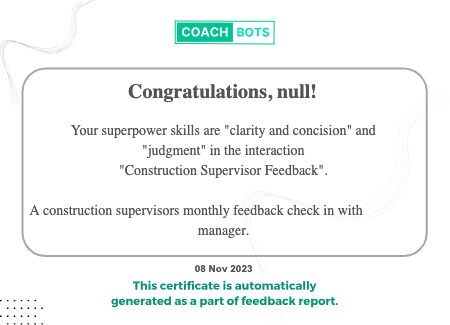 COACH BOTS
Congratulations, null!
Your superpower skills are "clarity and concision" and
"judgment" in the interaction
"Construction Supervisor Feedback".
A construction supervisors monthly feedback check in with
manager.
08 Nov 2023
This certificate is automatically
generated as a part of feedback report.